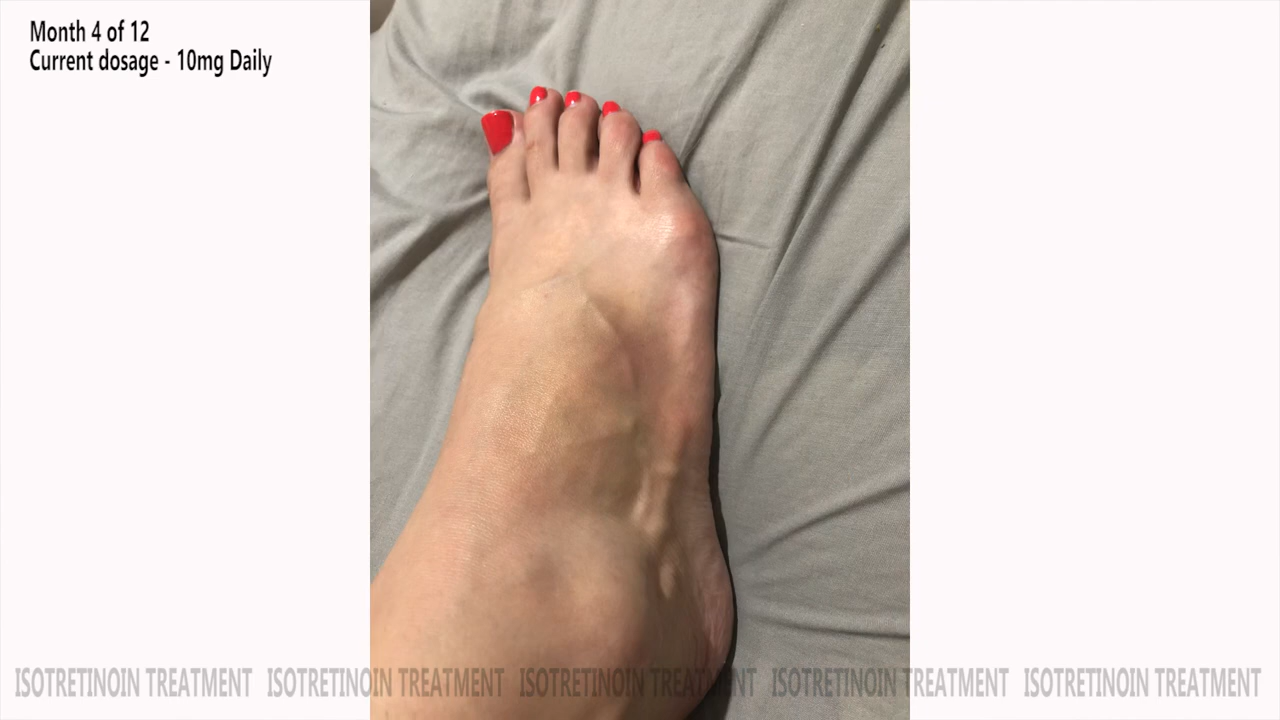 Month 4 of 12
Current dosage - 10mg Daily
ISOTRETINOIN TREATMENT ISOTRETINOIN TREATMENT ISOTRETINOIN TREATMENT ISOTRETINOIN TREATMENT ISOTRETINOIN TREATMENT